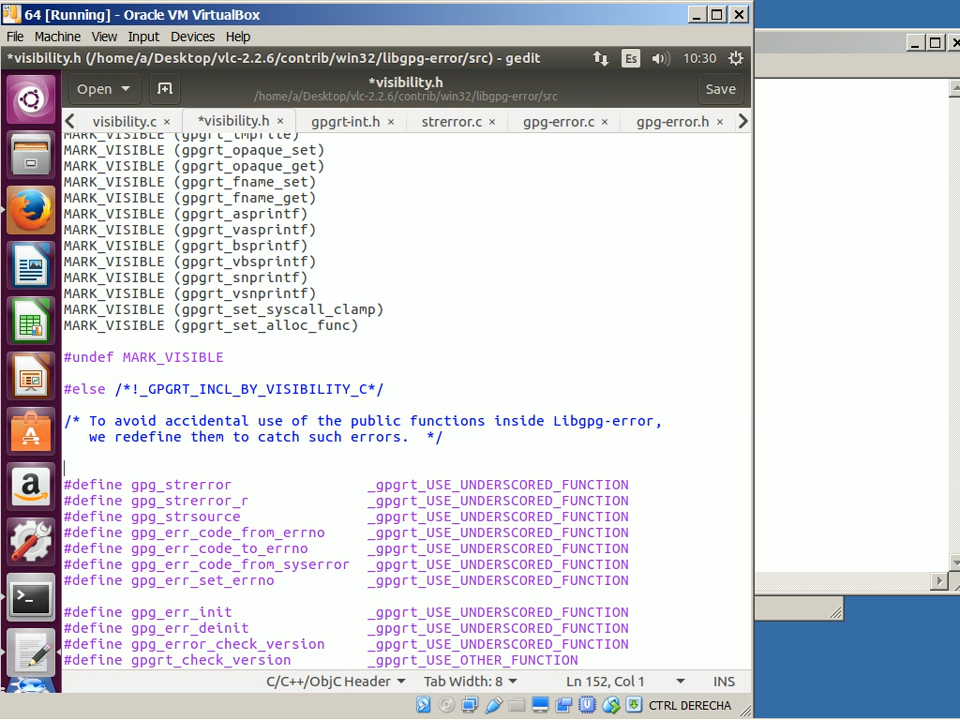 64 [Running] - Oracle VM VirtualBox
File Machine View Input Devices Help
*visibility.h (/home/a/Desktop/vlc-2.2.6/contrib/win32/libgpg-error/src) - gedit
Es 10:30
Open
*visibility.h
/home/a/Desktop/vlc-2.2.6/contrib/win32/libgpg-error/src
Save
visibility.c × *visibility.h × gpgrt-int.h × strerror.c × gpg-error.c × gpg-error.h ×
MARK_VISIBLE (gpgrt_tmpfile)
MARK_VISIBLE (gpgrt_opaque_set)
MARK_VISIBLE (gpgrt_opaque_get)
MARK_VISIBLE (gpgrt_fname_set)
MARK_VISIBLE (gpgrt_fname_get)
MARK_VISIBLE (gpgrt_asprintf)
MARK_VISIBLE (gpgrt_vasprintf)
MARK_VISIBLE (gpgrt_bsprintf)
MARK_VISIBLE (gpgrt_vbsprintf)
MARK_VISIBLE (gpgrt_snprintf)
MARK_VISIBLE (gpgrt_vsnprintf)
MARK_VISIBLE (gpgrt_set_syscall_clamp)
MARK_VISIBLE (gpgrt_set_alloc_func)
#undef MARK_VISIBLE
#else /*!_GPGRT_INCL_BY_VISIBILITY_C*/
/* To avoid accidental use of the public functions inside Libgpg-error,
we redefine them to catch such errors.  */
#define gpg_strerror _gpgrt_USE_UNDERSCORED_FUNCTION
#define gpg_strerror_r _gpgrt_USE_UNDERSCORED_FUNCTION
#define gpg_strsource _gpgrt_USE_UNDERSCORED_FUNCTION
#define gpg_err_code_from_errno _gpgrt_USE_UNDERSCORED_FUNCTION
#define gpg_err_code_to_errno _gpgrt_USE_UNDERSCORED_FUNCTION
#define gpg_err_code_from_syserror _gpgrt_USE_UNDERSCORED_FUNCTION
#define gpg_err_set_errno _gpgrt_USE_UNDERSCORED_FUNCTION
#define gpg_err_init _gpgrt_USE_UNDERSCORED_FUNCTION
#define gpg_err_deinit _gpgrt_USE_UNDERSCORED_FUNCTION
#define gpg_error_check_version _gpgrt_USE_UNDERSCORED_FUNCTION
#define gpgrt_check_version _gpgrt_USE_OTHER_FUNCTION
C/C++/ObjC Header Tab Width: 8 Ln 152, Col 1 INS
CTRL DERECHA